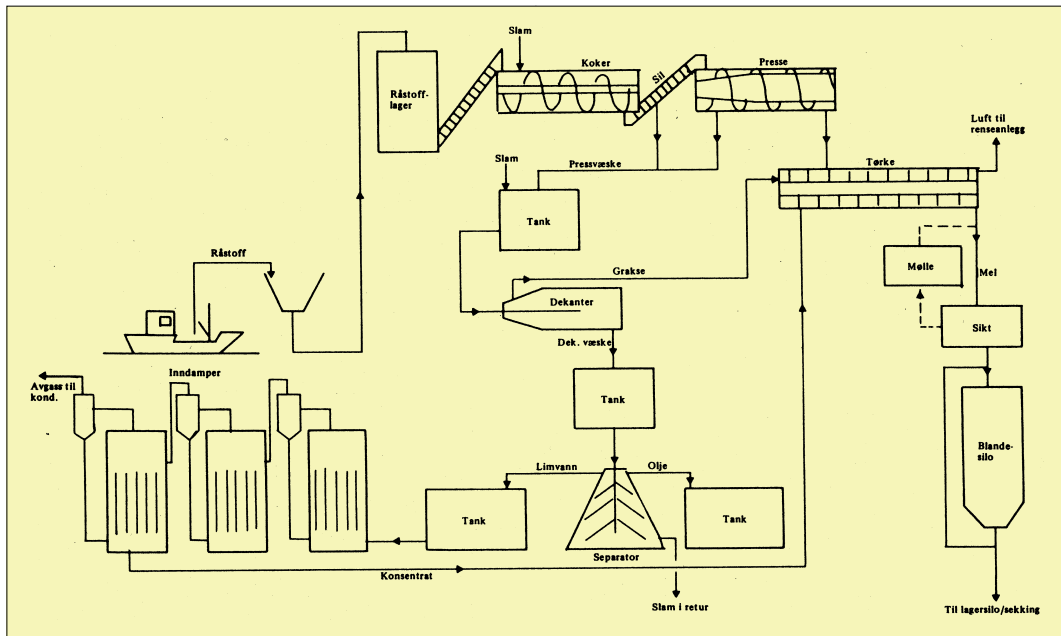 Slam
Koker
Sil
Presse
Råstoff-
lager
Luft til
renseanlegg
Slam
Pressvæske
Tørke
Tank
Råstoff
Grakse
Mølle
Mel
Dekanter
Sikt
Dek. væske
Inndamper
Avgass til
kond.
Tank
Blande-
silo
Limvann
Olje
Tank
Tank
Separator
Konsentrat
Slam i retur
Til lagersilo/sekking